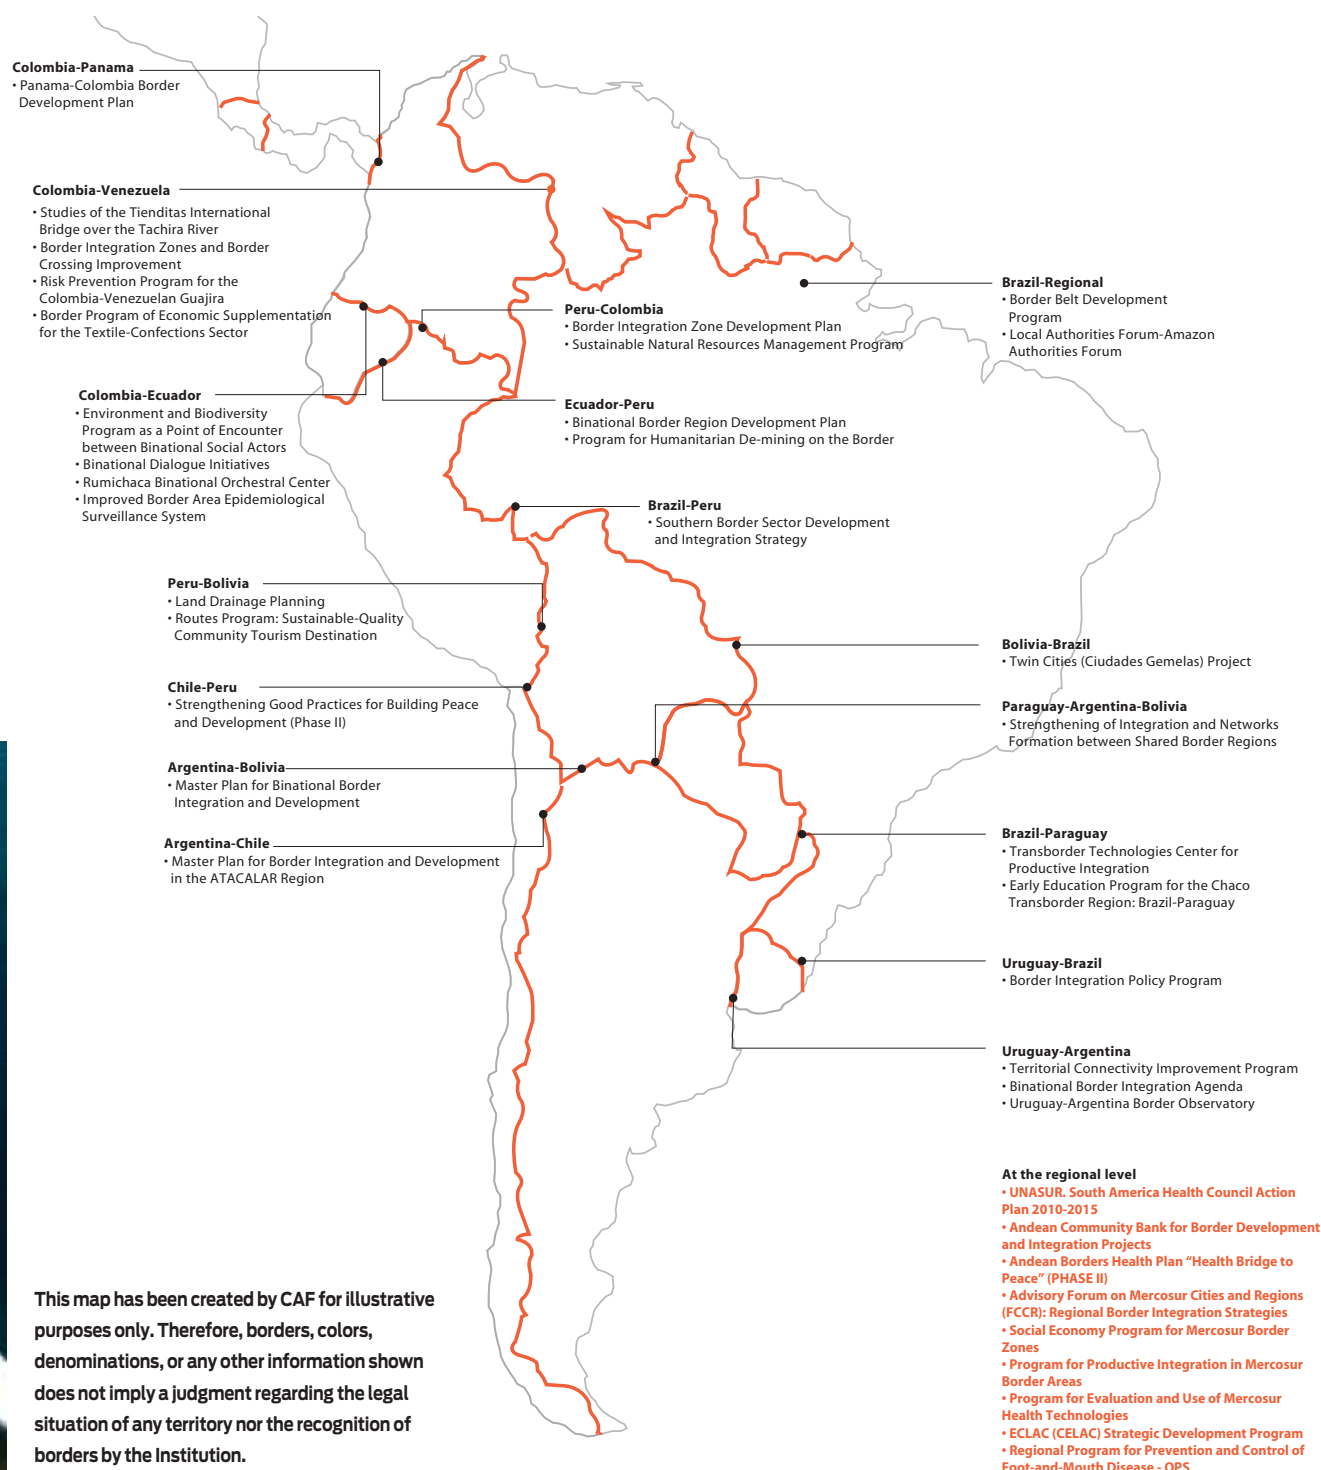 Colombia-Panama
• Panama-Colombia Border
Development Plan
Colombia-Venezuela
• Studies of the Tienditas International
Bridge over the Tachira River
• Border Integration Zones and Border
Crossing Improvement
• Risk Prevention Program for the
Colombia-Venezuelan Guajira
• Border Program of Economic Supplementation
for the Textile-Confections Sector
Colombia-Ecuador
• Environment and Biodiversity
Program as a Point of Encounter
between Binational Social Actors
• Binational Dialogue Initiatives
• Rumichaca Binational Orchestral Center
• Improved Border Area Epidemiological
Surveillance System
Peru-Colombia
• Border Integration Zone Development Plan
• Sustainable Natural Resources Management Program
Ecuador-Peru
• Binational Border Region Development Plan
• Program for Humanitarian De-mining on the Border
Brazil-Regional
• Border Belt Development
Program
• Local Authorities Forum-Amazon
Authorities Forum
Brazil-Peru
• Southern Border Sector Development
and Integration Strategy
Peru-Bolivia
• Land Drainage Planning
• Routes Program: Sustainable-Quality
Community Tourism Destination
Chile-Peru
• Strengthening Good Practices for Building Peace
and Development (Phase II)
Argentina-Bolivia
• Master Plan for Binational Border
Integration and Development
Argentina-Chile
• Master Plan for Border Integration and Development
in the ATACALAR Region
Bolivia-Brazil
• Twin Cities (Ciudades Gemelas) Project
Paraguay-Argentina-Bolivia
• Strengthening of Integration and Networks
Formation between Shared Border Regions
Brazil-Paraguay
• Transborder Technologies Center for
Productive Integration
• Early Education Program for the Chaco
Transborder Region: Brazil-Paraguay
Uruguay-Brazil
• Border Integration Policy Program
Uruguay-Argentina
• Territorial Connectivity Improvement Program
• Binational Border Integration Agenda
• Uruguay-Argentina Border Observatory
At the regional level
• UNASUR. South America Health Council Action
Plan 2010-2015
• Andean Community Bank for Border Development
and Integration Projects
• Andean Borders Health Plan “Health Bridge to
Peace” (PHASE II)
• Advisory Forum on Mercosur Cities and Regions
(FCCR): Regional Border Integration Strategies
• Social Economy Program for Mercosur Border
Zones
• Program for Productive Integration in Mercosur
Border Areas
• Program for Evaluation and Use of Mercosur
Health Technologies
• ECLAC (CELAC) Strategic Development Program
• Regional Program for Prevention and Control of
Foot-and-Mouth Disease - OPS
This map has been created by CAF for illustrative
purposes only. Therefore, borders, colors,
denominations, or any other information shown
does not imply a judgment regarding the legal
situation of any territory nor the recognition of
borders by the Institution.